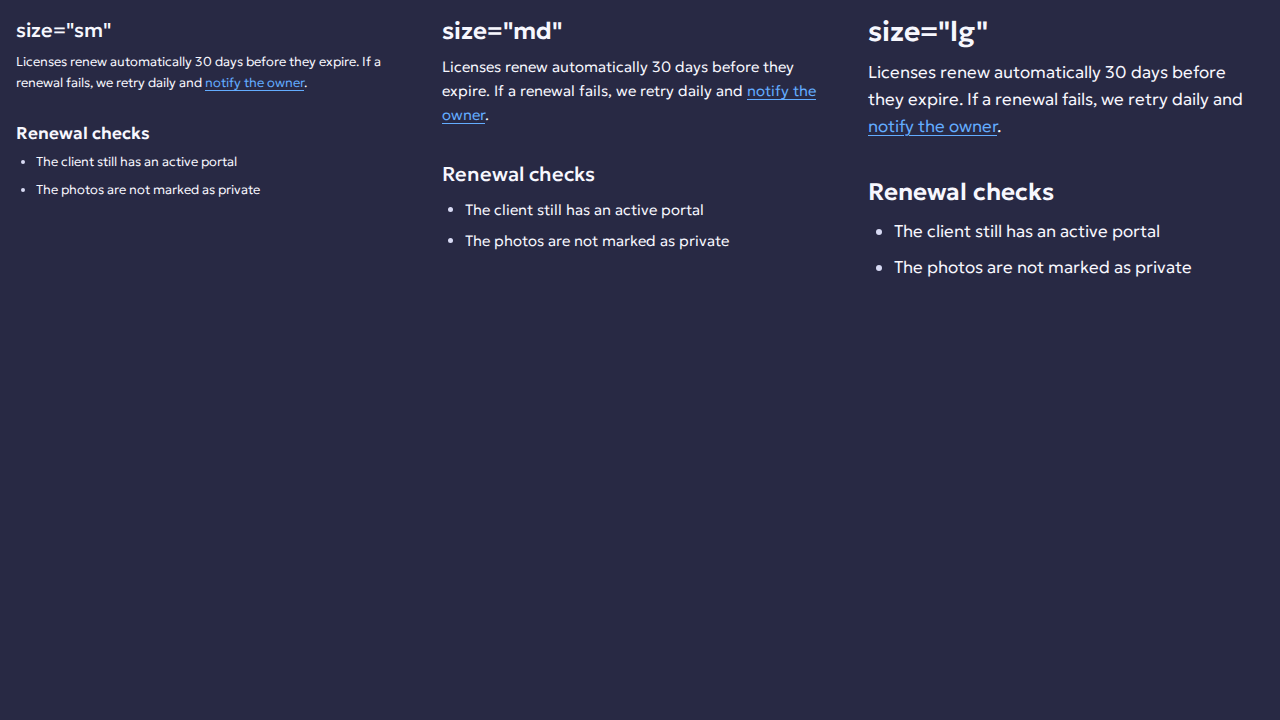 size="sm"
Licenses renew automatically 30 days before they expire. If a
renewal fails, we retry daily and notify the owner.
Renewal checks
The client still has an active portal
The photos are not marked as private
size="md"
Licenses renew automatically 30 days before they
expire. If a renewal fails, we retry daily and notify the
owner.
Renewal checks
The client still has an active portal
The photos are not marked as private
size="lg"
Licenses renew automatically 30 days before
they expire. If a renewal fails, we retry daily and
notify the owner.
Renewal checks
The client still has an active portal
The photos are not marked as private